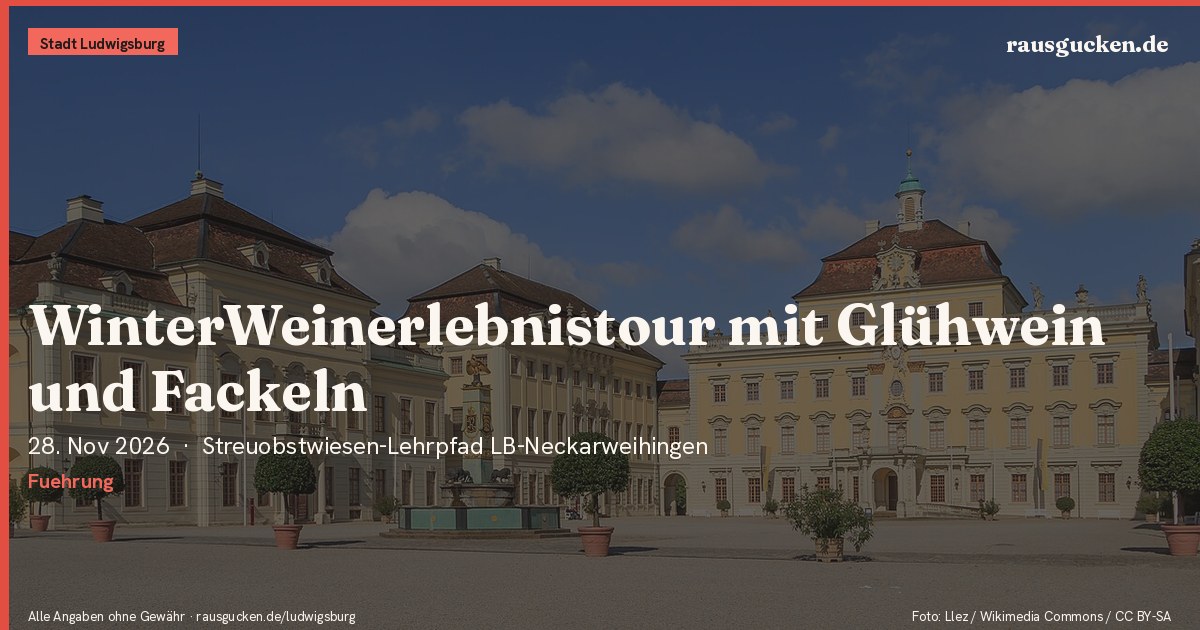 Stadt Ludwigsburg
rausgucken.de
WinterWeinerlebnistour mit Glühwein
und Fackeln
28. Nov 2026 · Streuobstwiesen-Lehrpfad LB-Neckarweihingen
Fuehrung
Alle Angaben ohne Gewähr · rausgucken.de/ludwigsburg
Foto: Llez / Wikimedia Commons / CC BY-SA